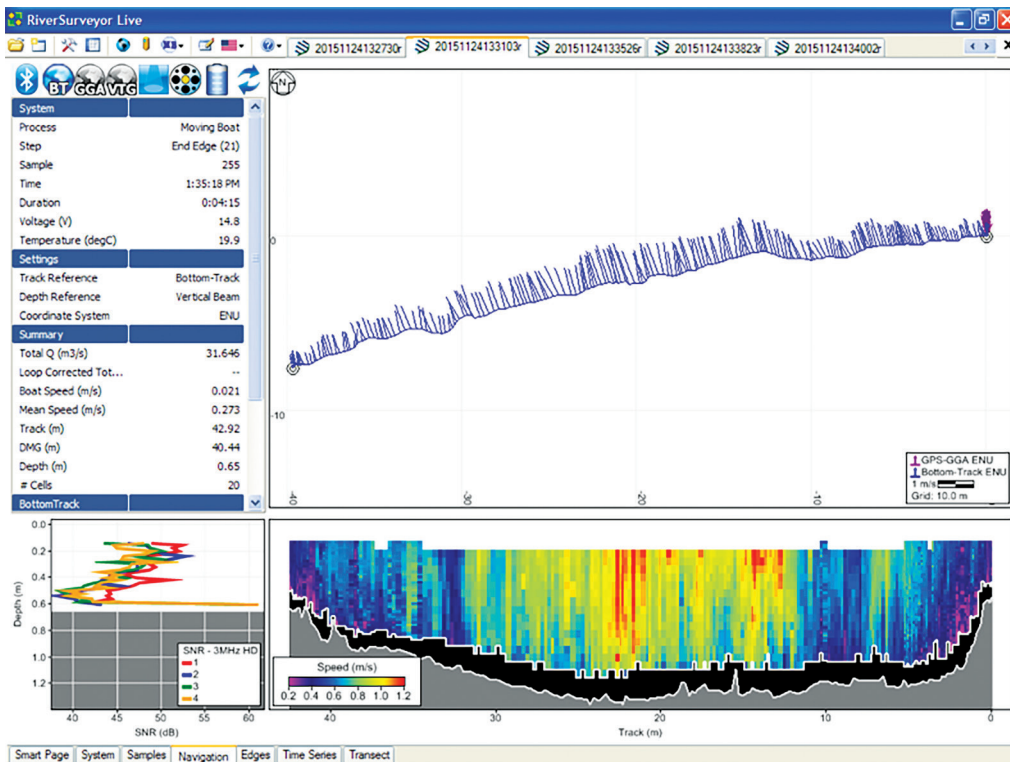 RiverSurveyor Live
20151124132730r
20151124133103r
20151124133526r
20151124133823r
20151124134002r
BT
GGA
VTG
System
Process Moving Boat
Step End Edge (21)
Sample 255
Time 1:35:18 PM
Duration 0:04:15
Voltage (V) 14.8
Temperature (degC) 19.9
Settings
Track Reference Bottom-Track
Depth Reference Vertical Beam
Coordinate System ENU
Summary
Total Q (m3/s) 31.646
Loop Corrected Tot... --
Boat Speed (m/s) 0.021
Mean Speed (m/s) 0.273
Track (m) 42.92
DMG (m) 40.44
Depth (m) 0.65
# Cells 20
BottomTrack
N
0
-10
-40
-30
-20
-10
0
GPS-GGA ENU
Bottom-Track ENU
1 m/s
Grid: 10.0 m
Depth (m)
0.0
0.2
0.4
0.6
0.8
1.0
1.2
SNR - 3MHz HD
1
2
3
4
40 45 50 55 60
SNR (dB)
Speed (m/s)
0.2 0.4 0.6 0.8 1.0 1.2
40 30 20 10 0
Track (m)
Smart Page System Samples Navigation Edges Time Series Transect